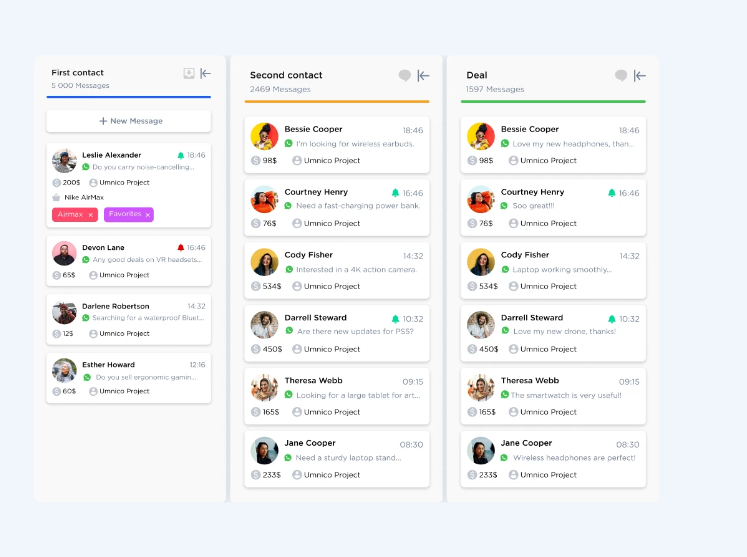 First contact
5 000 Messages
+ New Message
Leslie Alexander 18:46
Do you carry noise-cancelling...
200$ Umnico Project
Nike AirMax
Airmax × Favorites ×
Devon Lane 16:46
Any good deals on VR headsets...
65$ Umnico Project
Darlene Robertson 14:32
Searching for a waterproof Bluet...
12$ Umnico Project
Esther Howard 12:16
Do you sell ergonomic gamin...
60$ Umnico Project
Second contact
2469 Messages
Bessie Cooper 18:46
I'm looking for wireless earbuds.
98$ Umnico Project
Courtney Henry 16:46
Need a fast-charging power bank.
76$ Umnico Project
Cody Fisher 14:32
Interested in a 4K action camera.
534$ Umnico Project
Darrell Steward 10:32
Are there new updates for PS5?
450$ Umnico Project
Theresa Webb 09:15
Looking for a large tablet for art...
165$ Umnico Project
Jane Cooper 08:30
Need a sturdy laptop stand...
233$ Umnico Project
Deal
1597 Messages
Bessie Cooper 18:46
Love my new headphones, than...
98$ Umnico Project
Courtney Henry 16:46
Soo great!!!
76$ Umnico Project
Cody Fisher 14:32
Laptop working smoothly...
534$ Umnico Project
Darrell Steward 10:32
Love my new drone, thanks!
450$ Umnico Project
Theresa Webb 09:15
The smartwatch is very useful!
165$ Umnico Project
Jane Cooper 08:30
Wireless headphones are perfect!
233$ Umnico Project